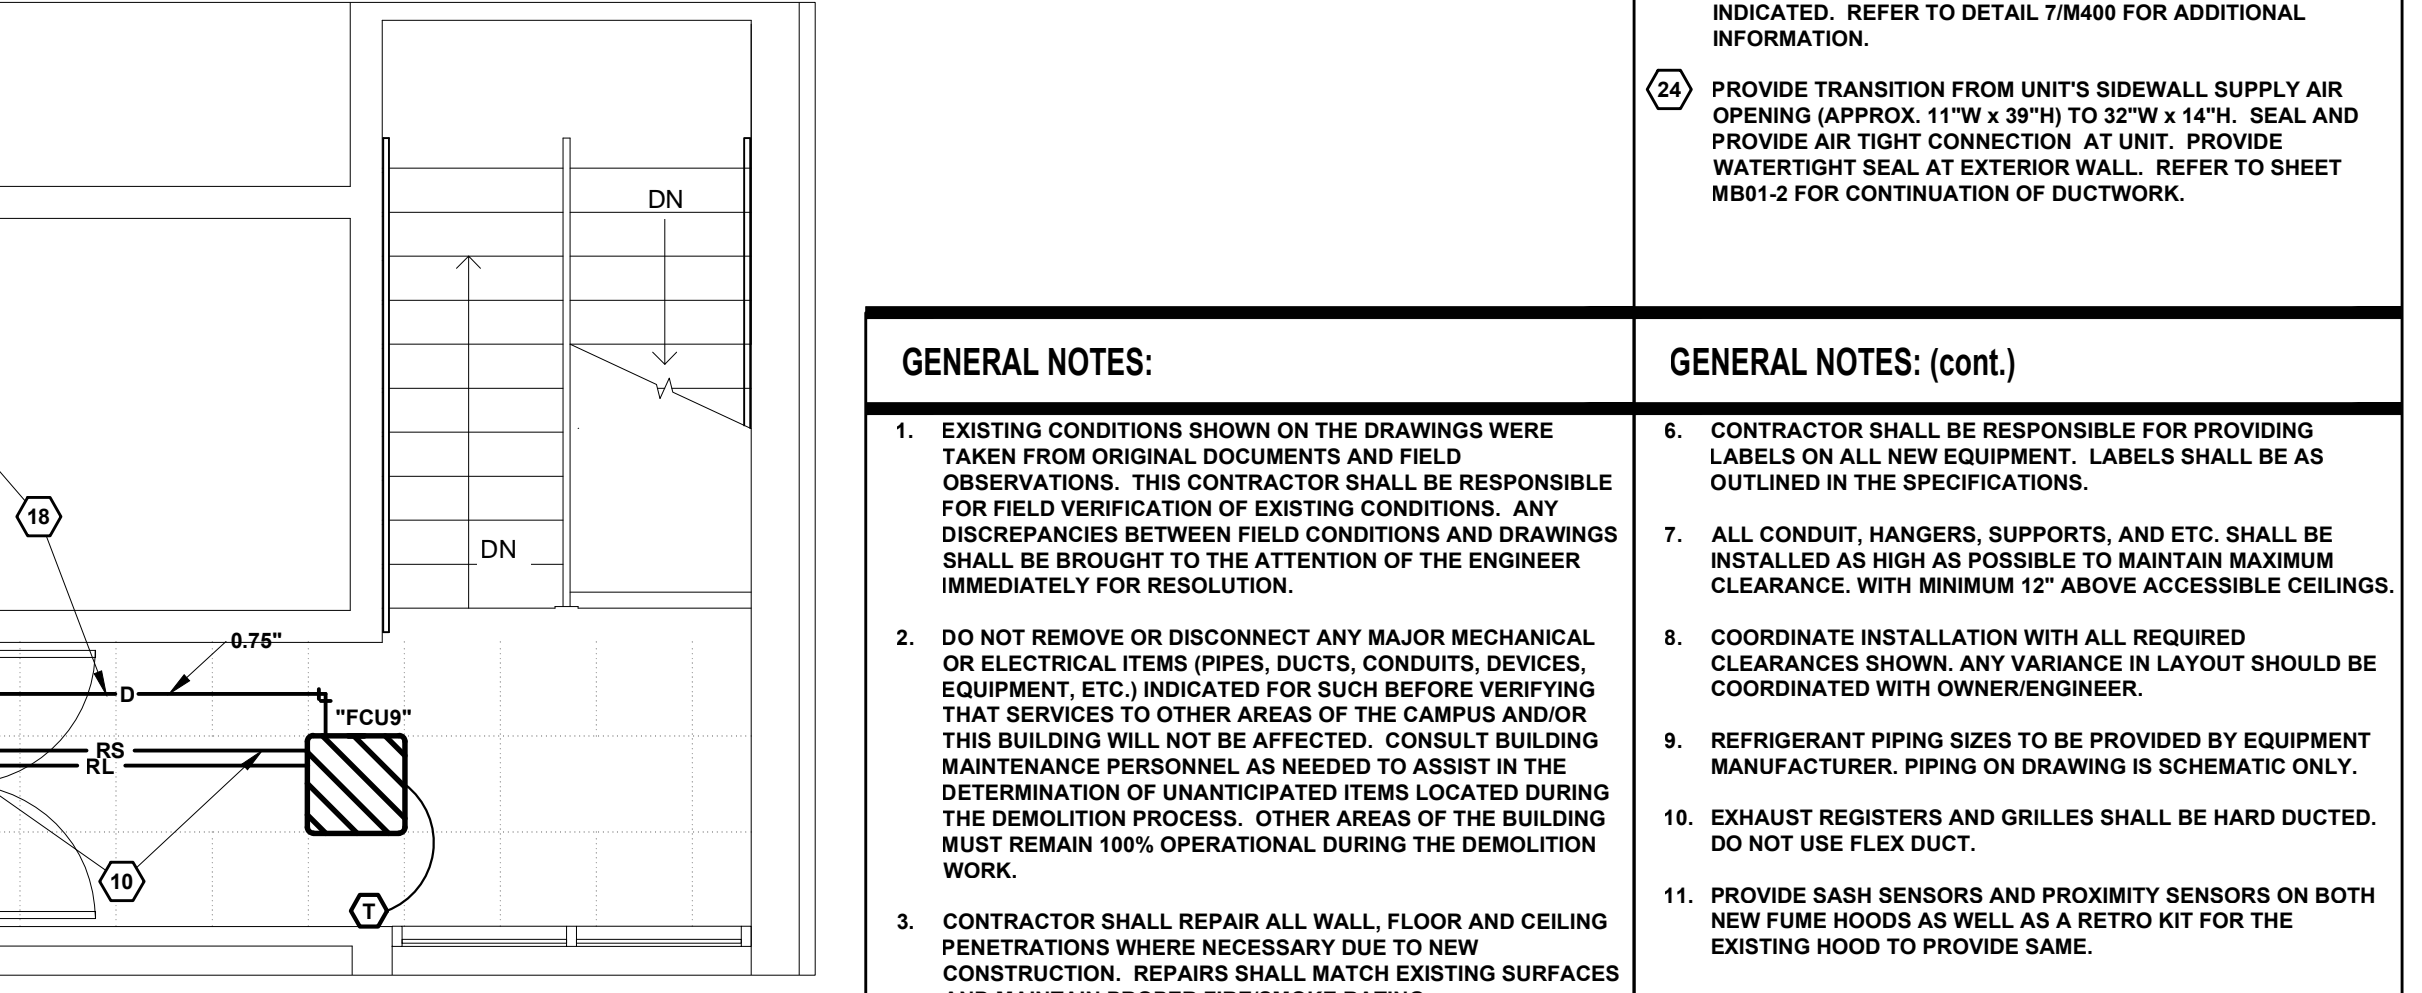 DN
DN
18
0.75"
D
"FCU9"
RS
RL
10
T
INDICATED. REFER TO DETAIL 7/M400 FOR ADDITIONAL
INFORMATION.
24 PROVIDE TRANSITION FROM UNIT'S SIDEWALL SUPPLY AIR
OPENING (APPROX. 11"W x 39"H) TO 32"W x 14"H. SEAL AND
PROVIDE AIR TIGHT CONNECTION AT UNIT. PROVIDE
WATERTIGHT SEAL AT EXTERIOR WALL. REFER TO SHEET
MB01-2 FOR CONTINUATION OF DUCTWORK.
GENERAL NOTES:
1. EXISTING CONDITIONS SHOWN ON THE DRAWINGS WERE
TAKEN FROM ORIGINAL DOCUMENTS AND FIELD
OBSERVATIONS. THIS CONTRACTOR SHALL BE RESPONSIBLE
FOR FIELD VERIFICATION OF EXISTING CONDITIONS. ANY
DISCREPANCIES BETWEEN FIELD CONDITIONS AND DRAWINGS
SHALL BE BROUGHT TO THE ATTENTION OF THE ENGINEER
IMMEDIATELY FOR RESOLUTION.
2. DO NOT REMOVE OR DISCONNECT ANY MAJOR MECHANICAL
OR ELECTRICAL ITEMS (PIPES, DUCTS, CONDUITS, DEVICES,
EQUIPMENT, ETC.) INDICATED FOR SUCH BEFORE VERIFYING
THAT SERVICES TO OTHER AREAS OF THE CAMPUS AND/OR
THIS BUILDING WILL NOT BE AFFECTED. CONSULT BUILDING
MAINTENANCE PERSONNEL AS NEEDED TO ASSIST IN THE
DETERMINATION OF UNANTICIPATED ITEMS LOCATED DURING
THE DEMOLITION PROCESS. OTHER AREAS OF THE BUILDING
MUST REMAIN 100% OPERATIONAL DURING THE DEMOLITION
WORK.
3. CONTRACTOR SHALL REPAIR ALL WALL, FLOOR AND CEILING
PENETRATIONS WHERE NECESSARY DUE TO NEW
CONSTRUCTION. REPAIRS SHALL MATCH EXISTING SURFACES
AND MAINTAIN PROPER FIRE/SMOKE RATING
GENERAL NOTES: (cont.)
6. CONTRACTOR SHALL BE RESPONSIBLE FOR PROVIDING
LABELS ON ALL NEW EQUIPMENT. LABELS SHALL BE AS
OUTLINED IN THE SPECIFICATIONS.
7. ALL CONDUIT, HANGERS, SUPPORTS, AND ETC. SHALL BE
INSTALLED AS HIGH AS POSSIBLE TO MAINTAIN MAXIMUM
CLEARANCE. WITH MINIMUM 12" ABOVE ACCESSIBLE CEILINGS.
8. COORDINATE INSTALLATION WITH ALL REQUIRED
CLEARANCES SHOWN. ANY VARIANCE IN LAYOUT SHOULD BE
COORDINATED WITH OWNER/ENGINEER.
9. REFRIGERANT PIPING SIZES TO BE PROVIDED BY EQUIPMENT
MANUFACTURER. PIPING ON DRAWING IS SCHEMATIC ONLY.
10. EXHAUST REGISTERS AND GRILLES SHALL BE HARD DUCTED.
DO NOT USE FLEX DUCT.
11. PROVIDE SASH SENSORS AND PROXIMITY SENSORS ON BOTH
NEW FUME HOODS AS WELL AS A RETRO KIT FOR THE
EXISTING HOOD TO PROVIDE SAME.